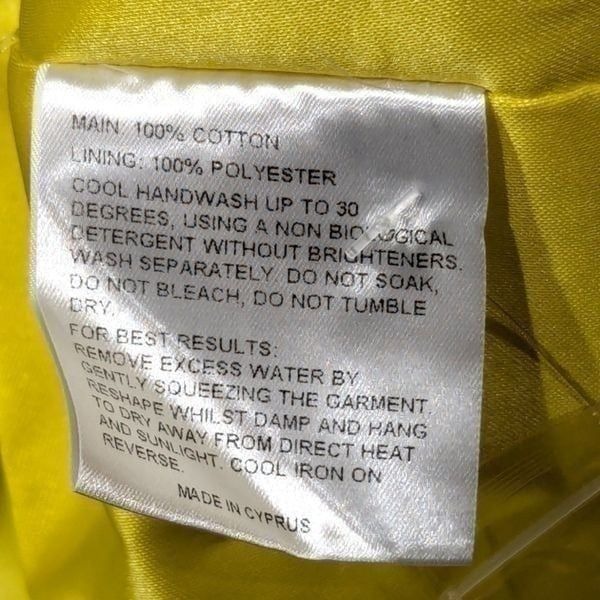 MAIN: 100% COTTON
LINING: 100% POLYESTER
COOL HANDWASH UP TO 30
DEGREES, USING A NON BIOLOGICAL
DETERGENT WITHOUT BRIGHTENERS.
WASH SEPARATELY DO NOT SOAK,
DO NOT BLEACH, DO NOT TUMBLE
DRY.
FOR BEST RESULTS:
REMOVE EXCESS WATER BY
GENTLY SQUEEZING THE GARMENT
RESHAPE WHILST DAMP AND HANG
TO DRY AWAY FROM DIRECT HEAT
AND SUNLIGHT. COOL IRON ON
REVERSE.
MADE IN CYPRUS